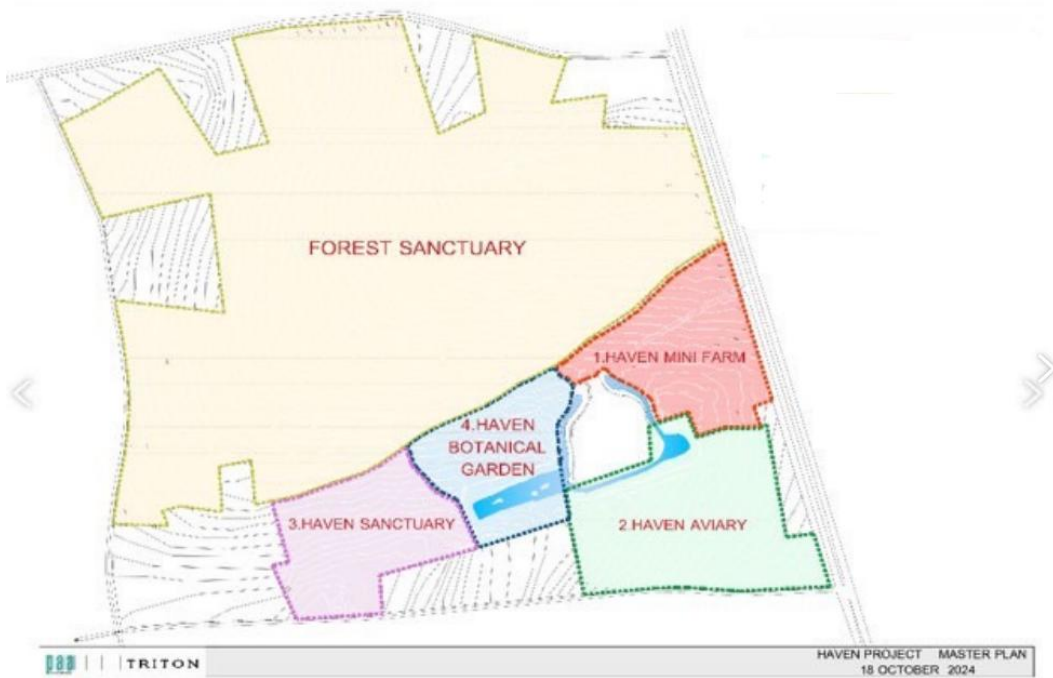 FOREST SANCTUARY
1.HAVEN MINI FARM
4.HAVEN
BOTANICAL
GARDEN
3.HAVEN SANCTUARY
2.HAVEN AVIARY
TRITON
HAVEN PROJECT MASTER PLAN
18 OCTOBER 2024